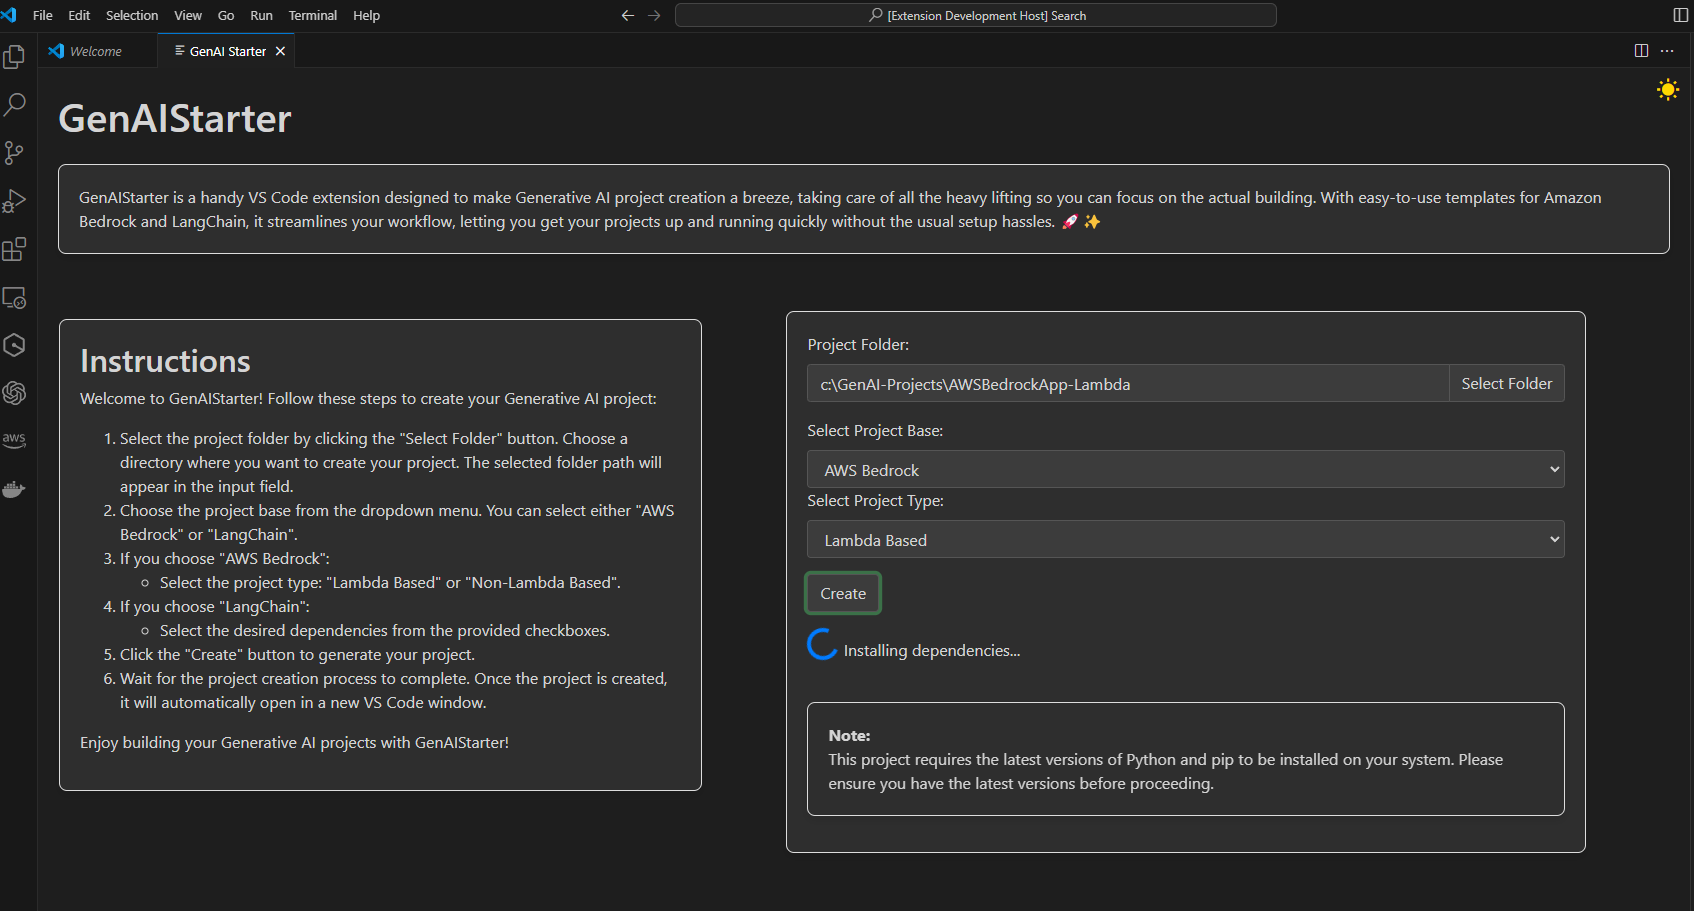 File Edit Selection View Go Run Terminal Help
[Extension Development Host] Search
Welcome
GenAI Starter
GenAIStarter
GenAIStarter is a handy VS Code extension designed to make Generative AI project creation a breeze, taking care of all the heavy lifting so you can focus on the actual building. With easy-to-use templates for Amazon
Bedrock and LangChain, it streamlines your workflow, letting you get your projects up and running quickly without the usual setup hassles. 🚀 ✨
Instructions
Welcome to GenAIStarter! Follow these steps to create your Generative AI project:
1. Select the project folder by clicking the "Select Folder" button. Choose a
directory where you want to create your project. The selected folder path will
appear in the input field.
2. Choose the project base from the dropdown menu. You can select either "AWS
Bedrock" or "LangChain".
3. If you choose "AWS Bedrock":
○ Select the project type: "Lambda Based" or "Non-Lambda Based".
4. If you choose "LangChain":
○ Select the desired dependencies from the provided checkboxes.
5. Click the "Create" button to generate your project.
6. Wait for the project creation process to complete. Once the project is created,
it will automatically open in a new VS Code window.
Enjoy building your Generative AI projects with GenAIStarter!
Project Folder:
c:\GenAI-Projects\AWSBedrockApp-Lambda
Select Folder
Select Project Base:
AWS Bedrock
Select Project Type:
Lambda Based
Create
Installing dependencies...
Note:
This project requires the latest versions of Python and pip to be installed on your system. Please
ensure you have the latest versions before proceeding.
aws